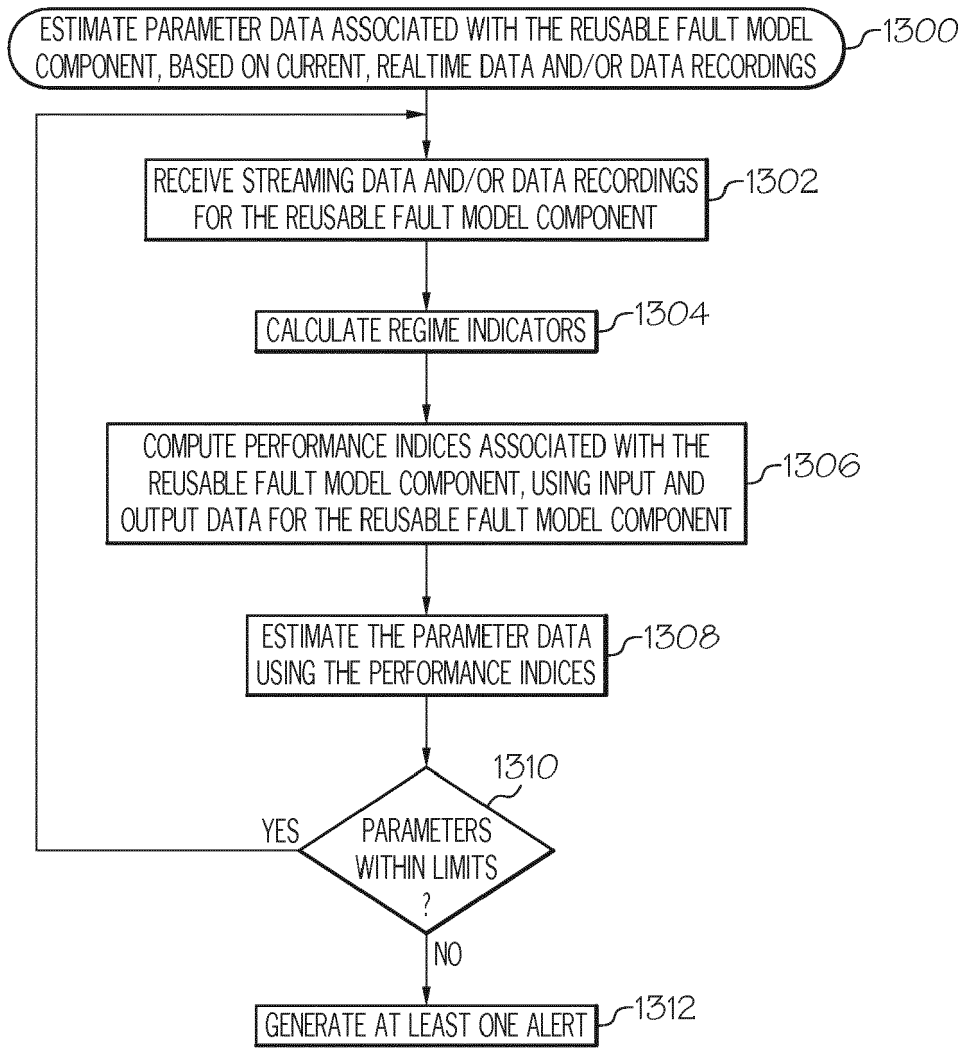 ESTIMATE PARAMETER DATA ASSOCIATED WITH THE REUSABLE FAULT MODEL
COMPONENT, BASED ON CURRENT, REALTIME DATA AND/OR DATA RECORDINGS
1300
RECEIVE STREAMING DATA AND/OR DATA RECORDINGS
FOR THE REUSABLE FAULT MODEL COMPONENT
1302
CALCULATE REGIME INDICATORS
1304
COMPUTE PERFORMANCE INDICES ASSOCIATED WITH THE
REUSABLE FAULT MODEL COMPONENT, USING INPUT AND
OUTPUT DATA FOR THE REUSABLE FAULT MODEL COMPONENT
1306
ESTIMATE THE PARAMETER DATA
USING THE PERFORMANCE INDICES
1308
1310
YES
PARAMETERS
WITHIN LIMITS
?
NO
GENERATE AT LEAST ONE ALERT
1312